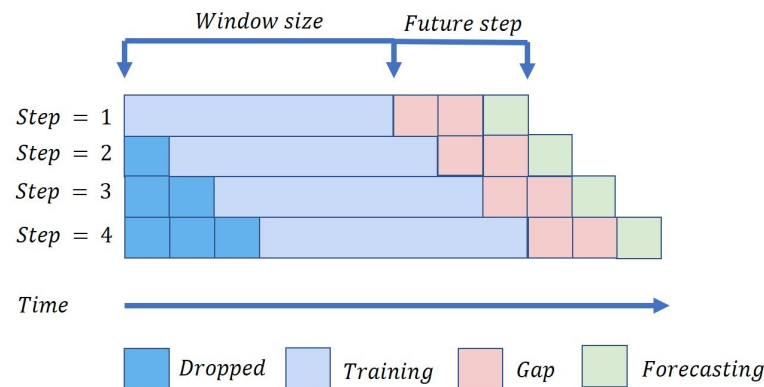 Window size Future step
Step = 1
Step = 2
Step = 3
Step = 4
Time
Dropped Training Gap Forecasting